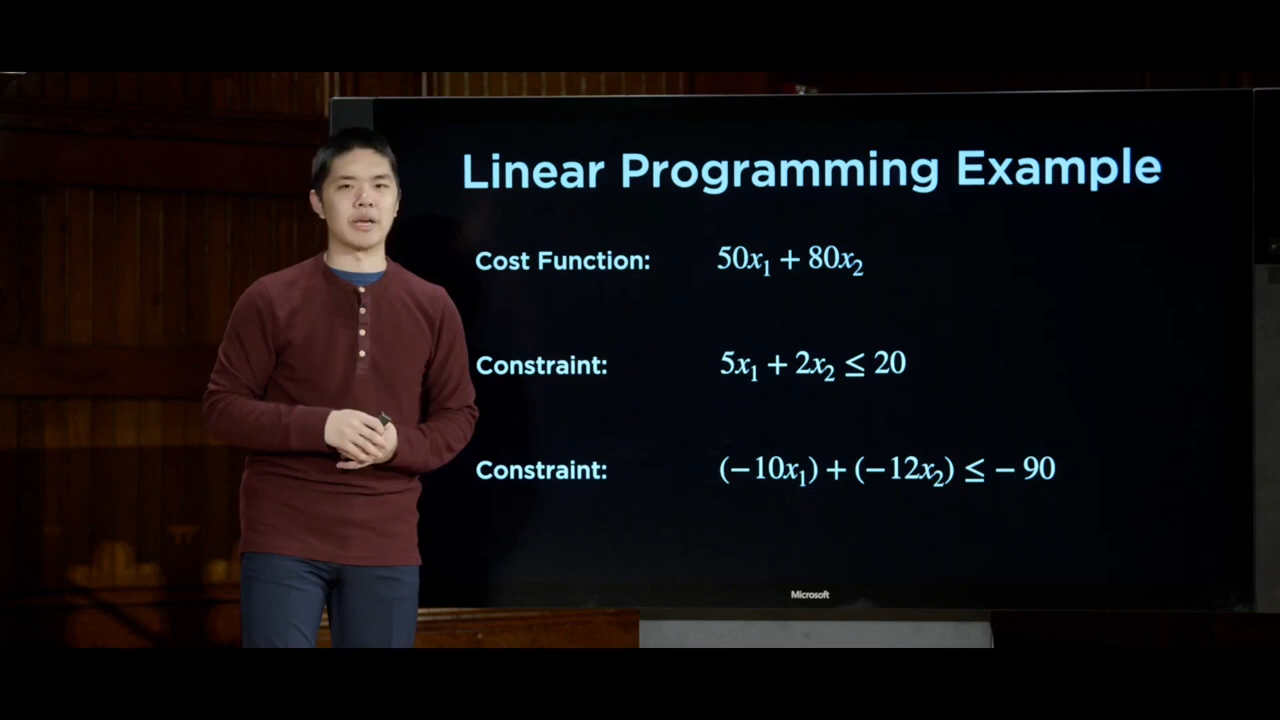 Linear Programming Example
Cost Function: 50x₁ + 80x₂
Constraint: 5x₁ + 2x₂ ≤ 20
Constraint: (−10x₁) + (−12x₂) ≤ − 90
Microsoft